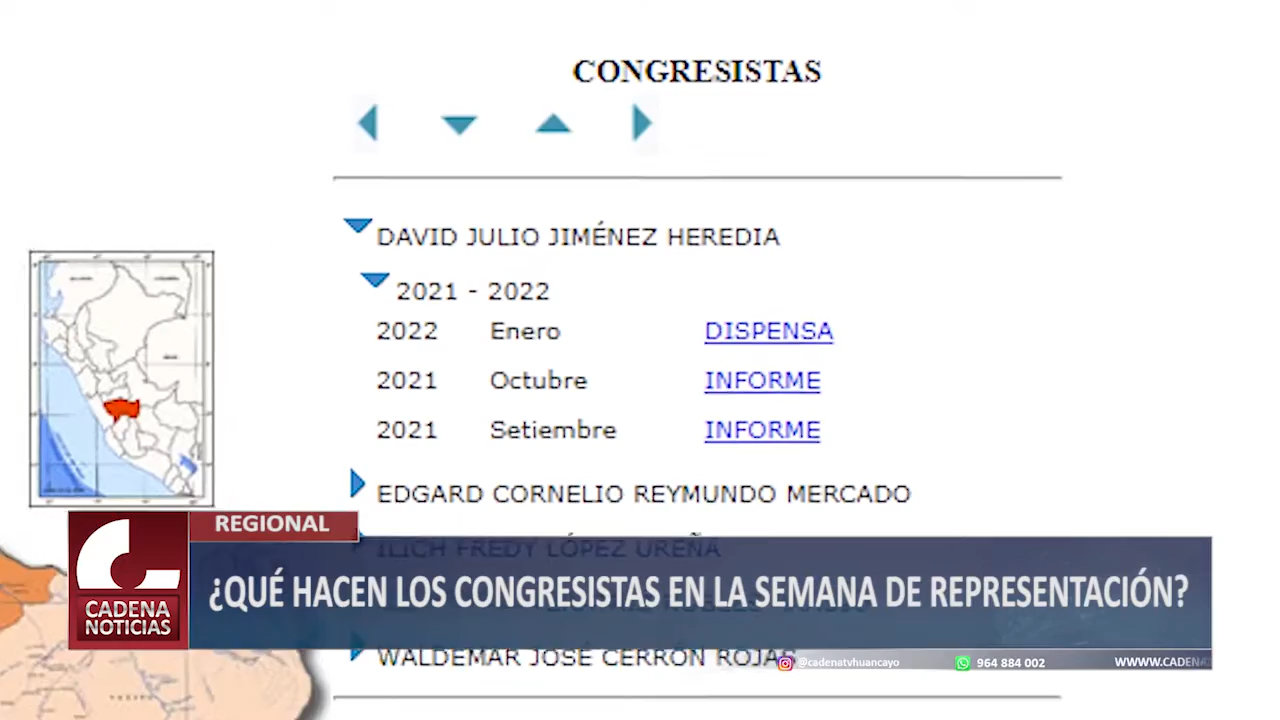 CONGRESISTAS
DAVID JULIO JIMÉNEZ HEREDIA
2021 - 2022
2022 Enero DISPENSA
2021 Octubre INFORME
2021 Setiembre INFORME
EDGARD CORNELIO REYMUNDO MERCADO
REGIONAL
ILICH FREDY LÓPEZ UREÑA
¿QUÉ HACEN LOS CONGRESISTAS EN LA SEMANA DE REPRESENTACIÓN?
CADENA
NOTICIAS
WALDEMAR JOSÉ CERRÓN ROJAS
@cadenatvhuancayo 964 884 002 WWWW.CADENA